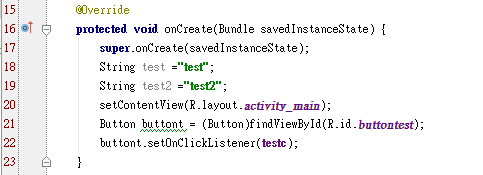 15 @Override
16 protected void onCreate(Bundle savedInstanceState) {
17 super.onCreate(savedInstanceState);
18 String test ="test";
19 String test2 ="test2";
20 setContentView(R.layout.activity_main);
21 Button buttont = (Button)findViewById(R.id.buttontest);
22 buttont.setOnClickListener(testc);
23 }